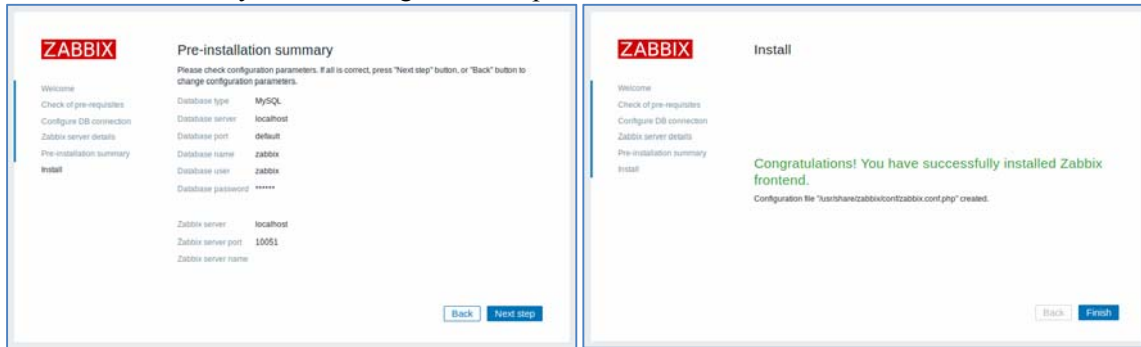 ZABBIX
Pre-installation summary
Please check configuration parameters. If all is correct, press "Next step" button, or "Back" button to
change configuration parameters.
Welcome
Check of pre-requisites
Configure DB connection
Zabbix server details
Pre-installation summary
Install
Database type MySQL
Database server localhost
Database port default
Database name zabbix
Database user zabbix
Database password ******
Zabbix server localhost
Zabbix server port 10051
Zabbix server name
Back Next step
ZABBIX
Install
Welcome
Check of pre-requisites
Configure DB connection
Zabbix server details
Pre-installation summary
Install
Congratulations! You have successfully installed Zabbix
frontend.
Configuration file "/usr/share/zabbix/conf/zabbix.conf.php" created.
Back Finish